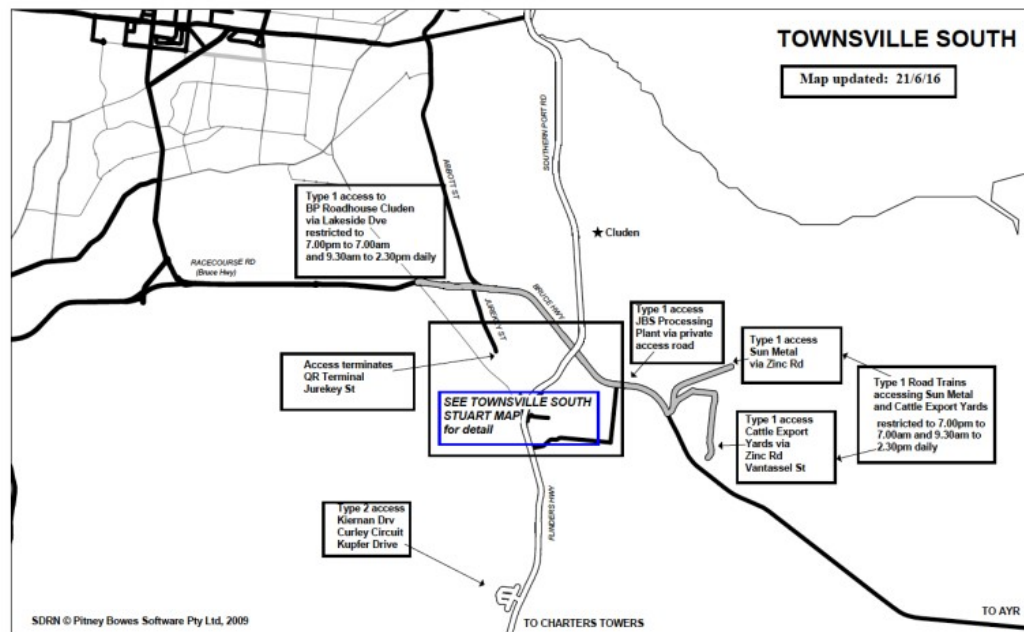 TOWNSVILLE SOUTH
Map updated: 21/6/16
SOUTHERN PORT RD
ABBOTT ST
Type 1 access to
BP Roadhouse Cluden
via Lakeside Dve
restricted to
7.00pm to 7.00am
and 9.30am to 2.30pm daily
Cluden
RACECOURSE RD
(Bruce Hwy)
BRUCE HWY
JUREKEY ST
Type 1 access
JBS Processing
Plant via private
access road
Type 1 access
Sun Metal
via Zinc Rd
Access terminates
QR Terminal
Jurekey St
Type 1 Road Trains
accessing Sun Metal
and Cattle Export Yards
restricted to 7.00pm to
7.00am and 9.30am to
2.30pm daily
SEE TOWNSVILLE SOUTH
STUART MAP
for detail
Type 1 access
Cattle Export
Yards via
Zinc Rd
Vantassel St
FLINDERS HWY
Type 2 access
Kiernan Drv
Curley Circuit
Kupfer Drive
TO AYR
SDRN © Pitney Bowes Software Pty Ltd, 2009
TO CHARTERS TOWERS